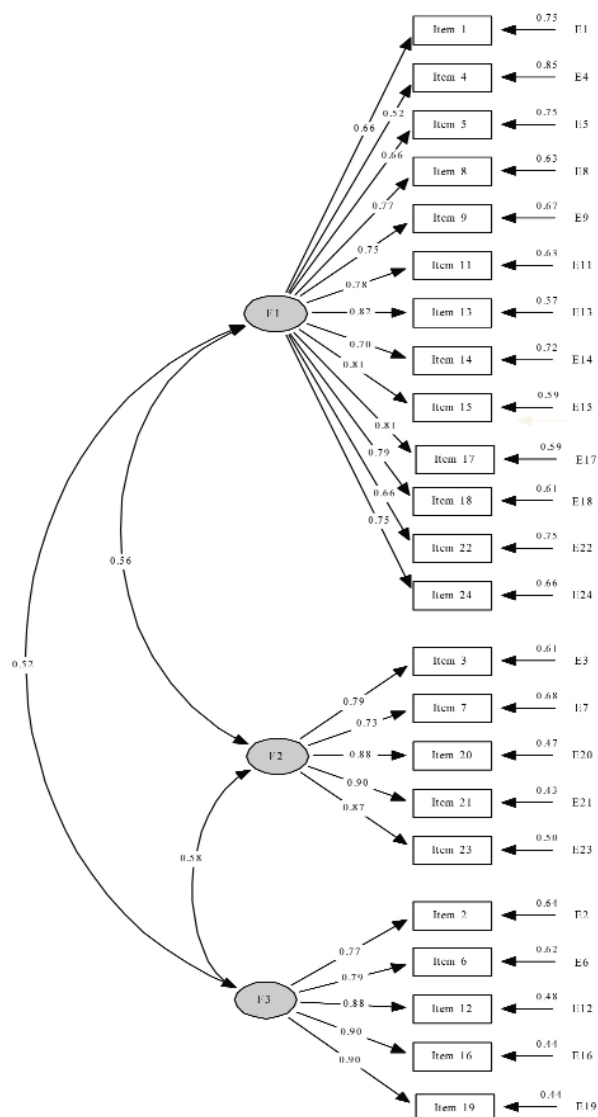 0.75
Item 1
E1
0.85
Item 4
E4
0.52
0.75
Item 5
E5
0.66
0.66
0.63
Item 8
E8
0.77
0.67
Item 9
E9
0.75
0.63
Item 11
E11
0.78
0.57
F1
0.82
Item 13
E13
0.70
0.72
Item 14
E14
0.81
0.59
Item 15
E15
0.81
0.59
Item 17
E17
0.79
0.61
Item 18
E18
0.66
0.75
Item 22
E22
0.75
0.66
Item 24
E24
0.56
0.52
0.61
Item 3
E3
0.79
0.68
Item 7
E7
0.73
0.47
F2
0.88
Item 20
E20
0.90
0.43
Item 21
E21
0.87
0.50
Item 23
E23
0.58
0.64
Item 2
E2
0.77
0.62
Item 6
E6
0.79
0.48
F3
0.88
Item 12
E12
0.90
0.44
Item 16
E16
0.90
0.44
Item 19
E19